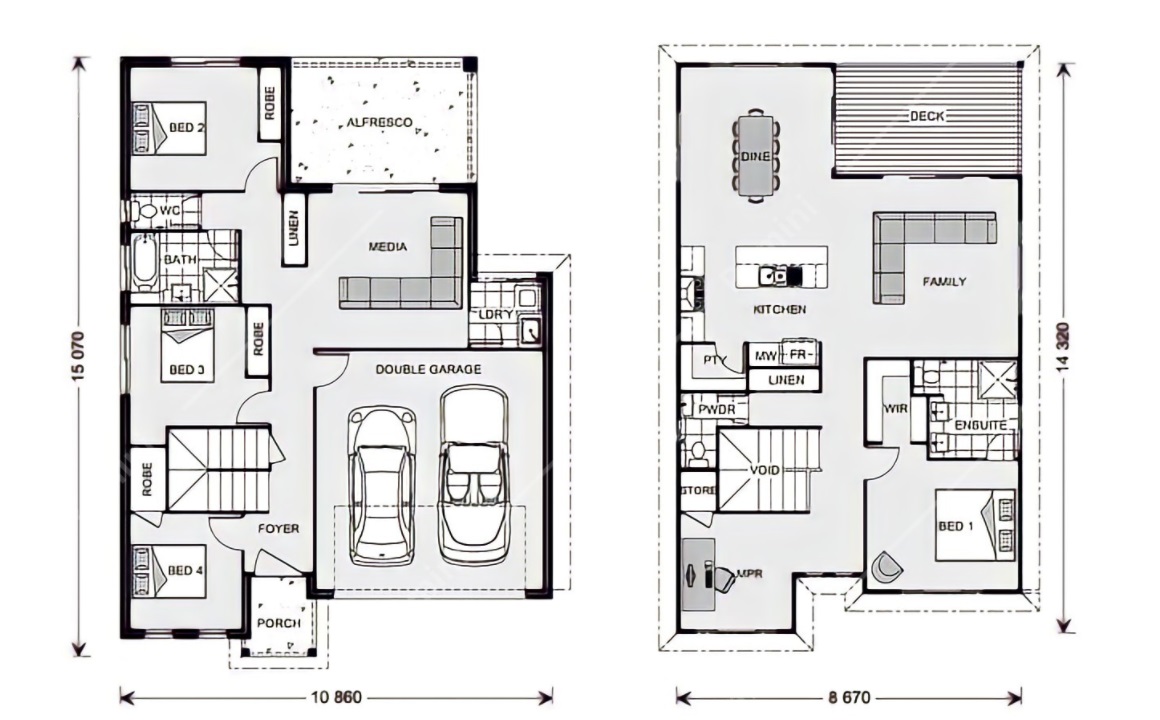 BED 2
ROBE
ALFRESCO
WC
LINEN
MEDIA
BATH
LDRY
ROBE
BED 3
DOUBLE GARAGE
ROBE
FOYER
BED 4
PORCH
15 070
10 860
DECK
DINE
FAMILY
KITCHEN
PTY
MW
FR
LINEN
PWDR
WIR
ENSUITE
VOID
STORE
BED 1
MPR
14 320
8 670